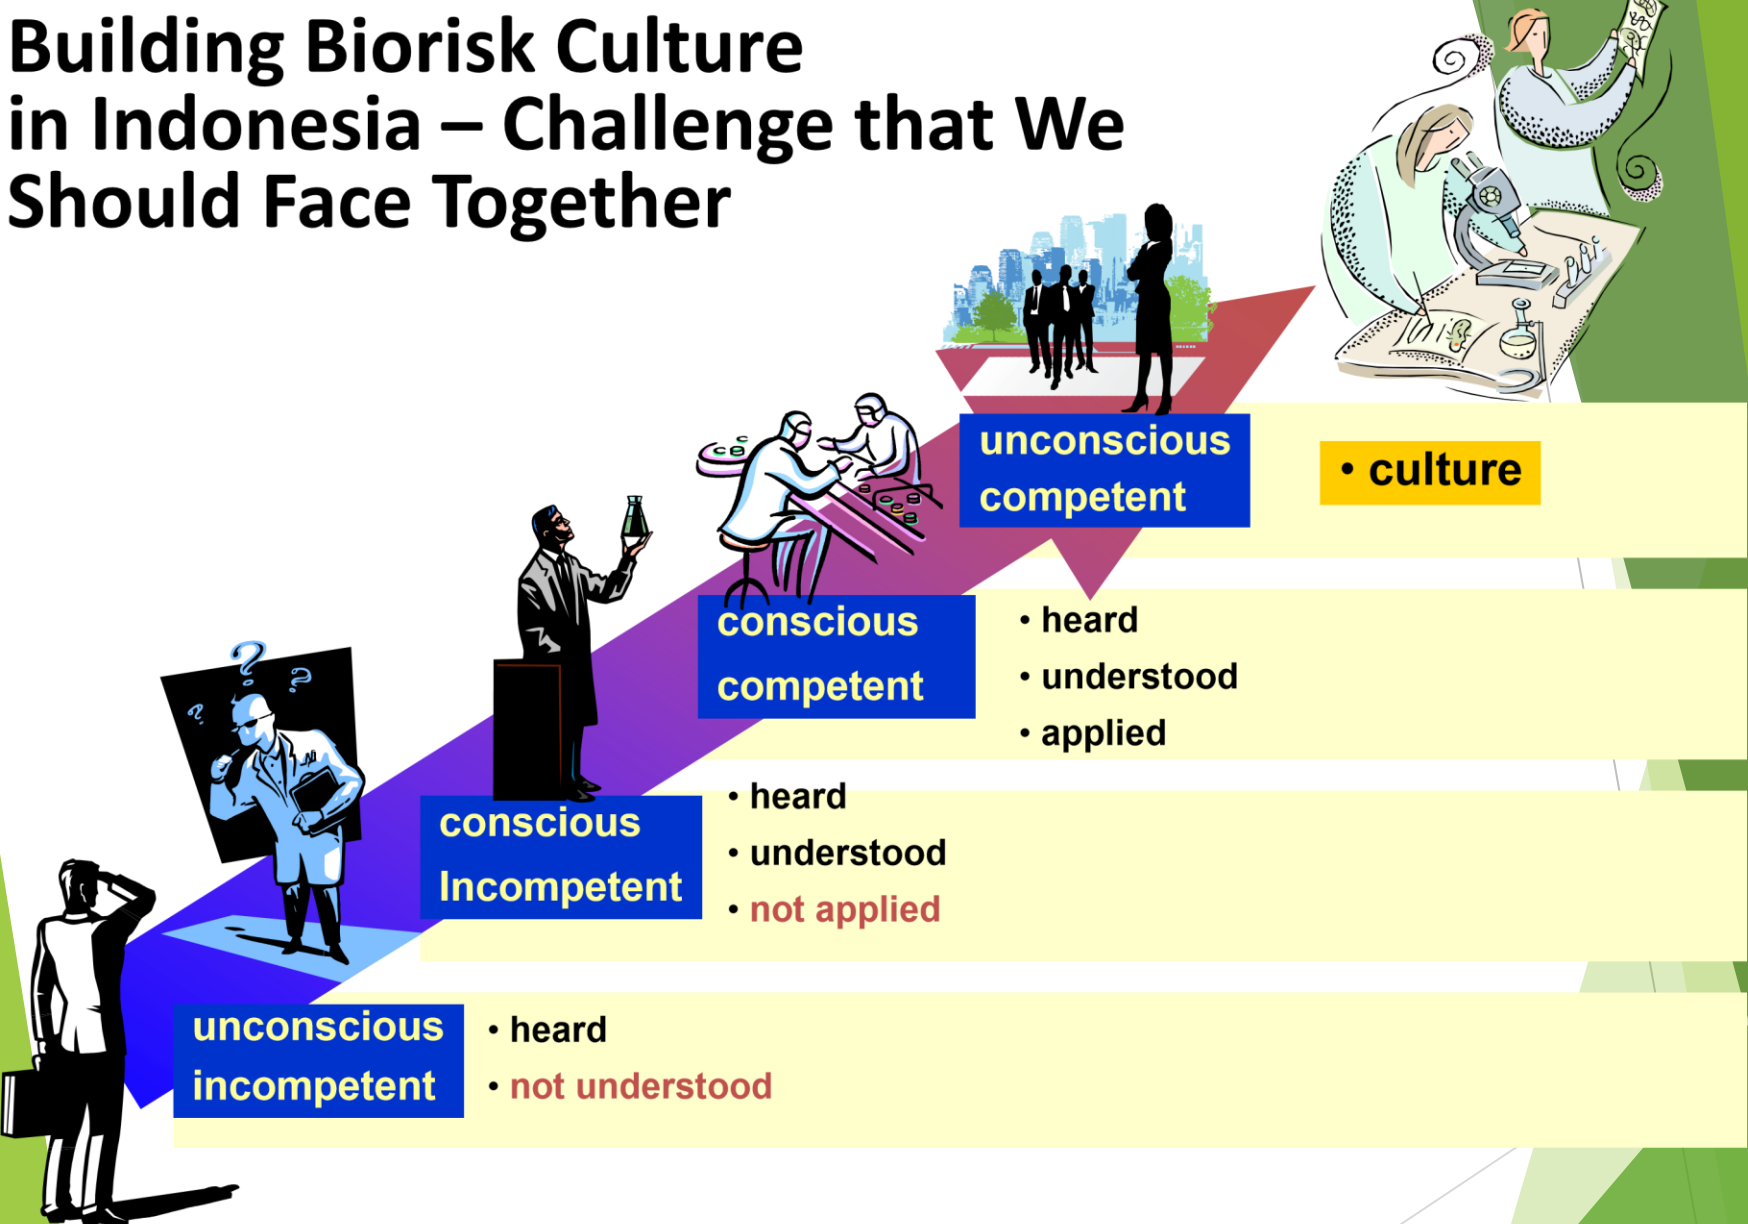 Building Biorisk Culture
in Indonesia – Challenge that We
Should Face Together
unconscious
competent
• culture
conscious
competent
• heard
• understood
• applied
conscious
Incompetent
• heard
• understood
• not applied
unconscious
incompetent
• heard
• not understood